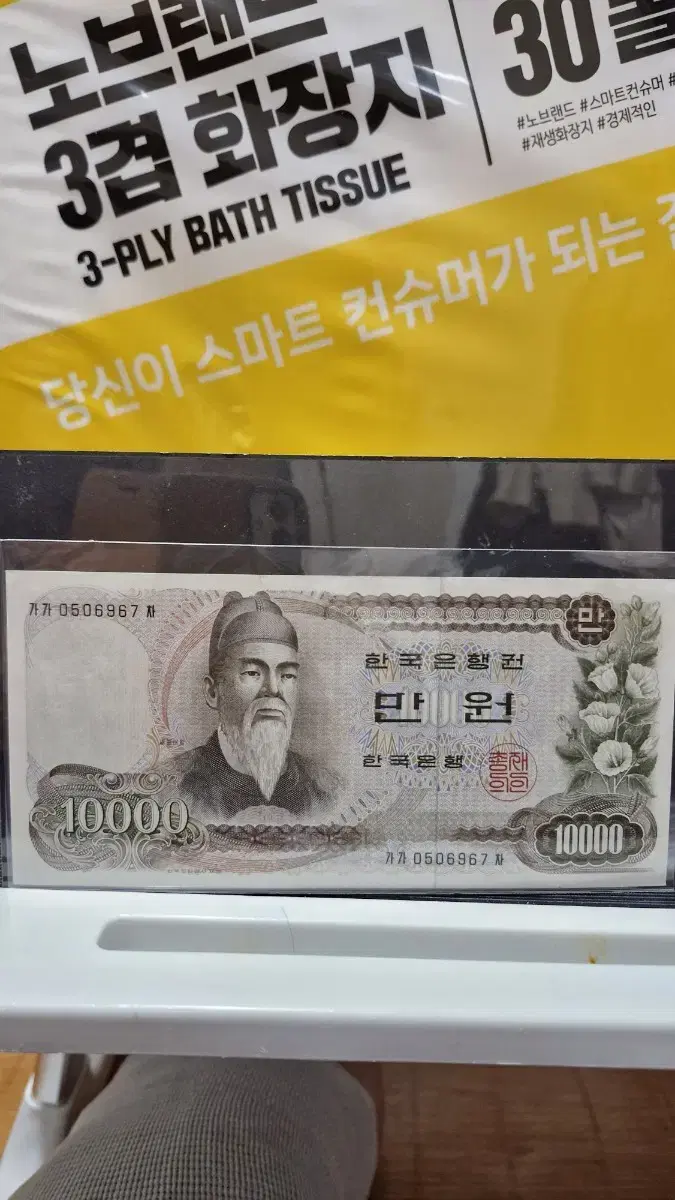 노브랜드
3겹 화장지
3-PLY BATH TISSUE
30롤
#노브랜드 #스마트컨슈머 #
#재생화장지 #경제적인
당신이 스마트 컨슈머가 되는
가가 0506967 자
만
한국은행권
만 원
한국은행
총재의인
10000
10000
가가 0506967 자